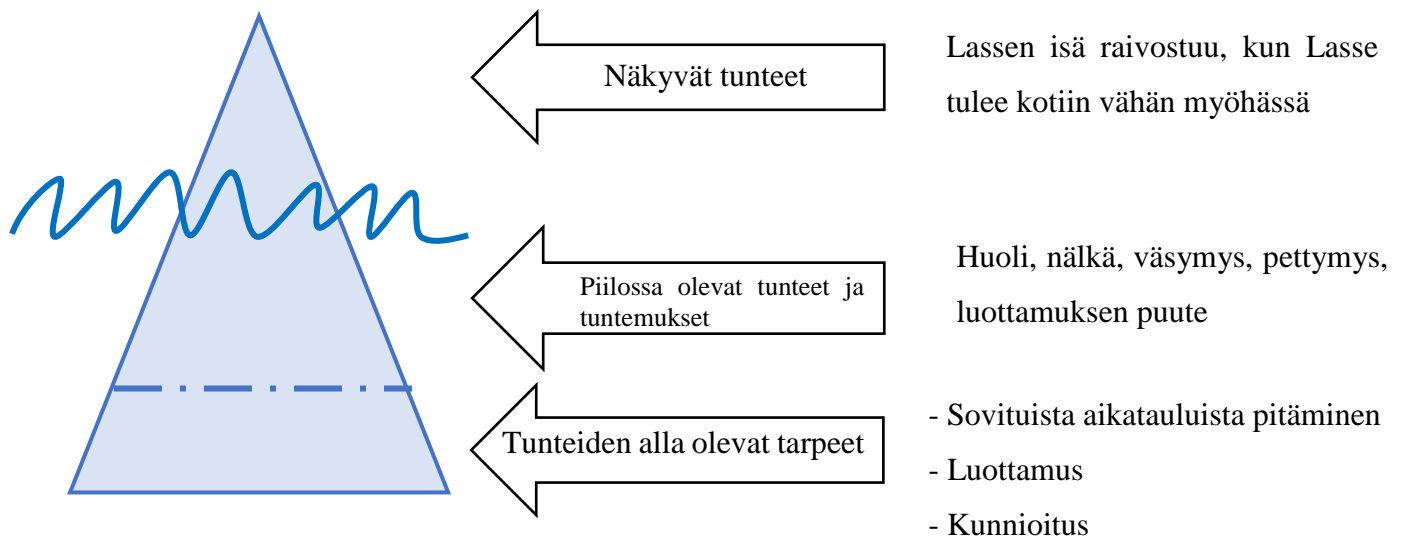 Näkyvät tunteet
Lassen isä raivostuu, kun Lasse
tulee kotiin vähän myöhässä
Piilossa olevat tunteet ja
tuntemukset
Huoli, nälkä, väsymys, pettymys,
luottamuksen puute
Tunteiden alla olevat tarpeet
- Sovituista aikatauluista pitäminen
- Luottamus
- Kunnioitus